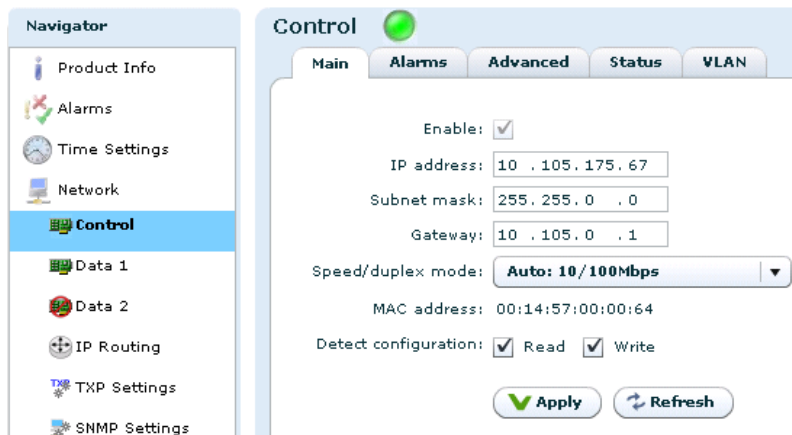 Navigator
Product Info
Alarms
Time Settings
Network
Control
Data 1
Data 2
IP Routing
TXP TXP Settings
SNMP Settings
Control
Main Alarms Advanced Status VLAN
Enable:
IP address: 10 . 105. 175. 67
Subnet mask: 255. 255. 0 . 0
Gateway: 10 . 105. 0 . 1
Speed/duplex mode: Auto: 10/100Mbps
MAC address: 00:14:57:00:00:64
Detect configuration: Read Write
Apply Refresh